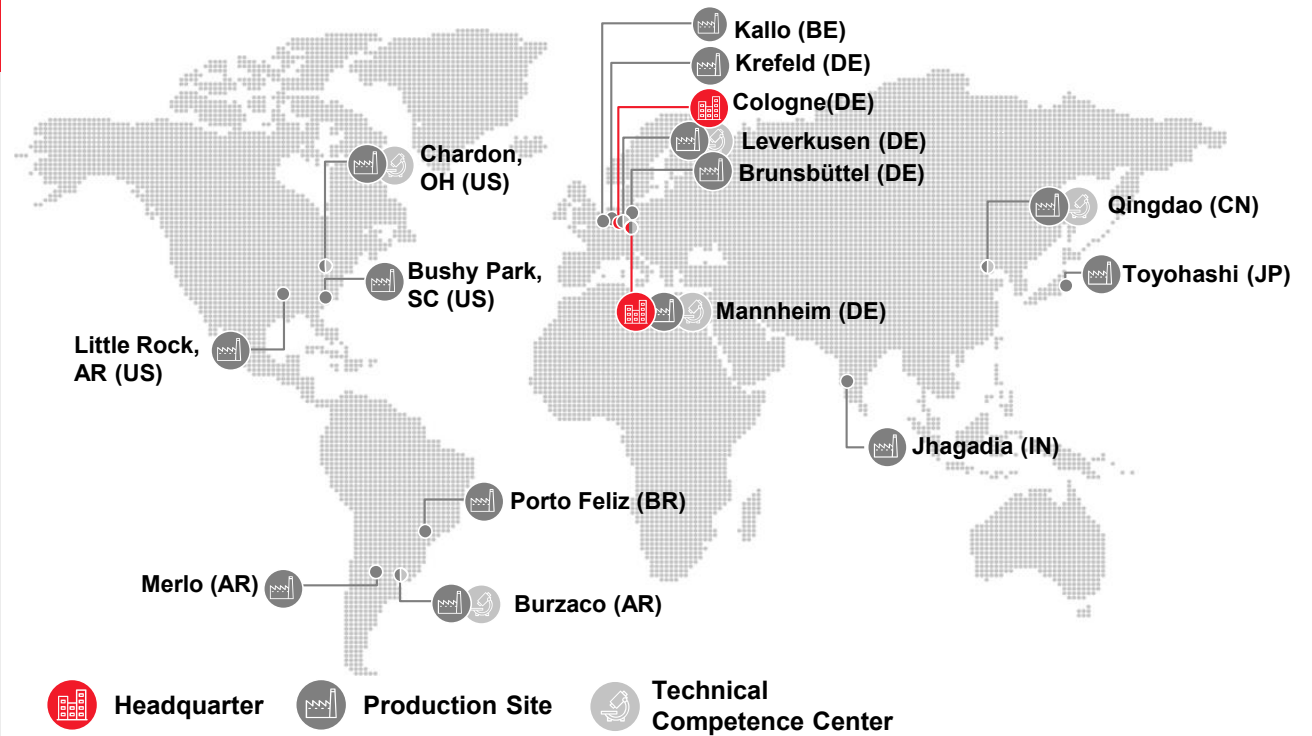 Kallo (BE)
Krefeld (DE)
Cologne(DE)
Leverkusen (DE)
Brunsbüttel (DE)
Chardon,
OH (US)
Qingdao (CN)
Bushy Park,
SC (US)
Toyohashi (JP)
Mannheim (DE)
Little Rock,
AR (US)
Jhagadia (IN)
Porto Feliz (BR)
Merlo (AR)
Burzaco (AR)
Headquarter
Production Site
Technical
Competence Center